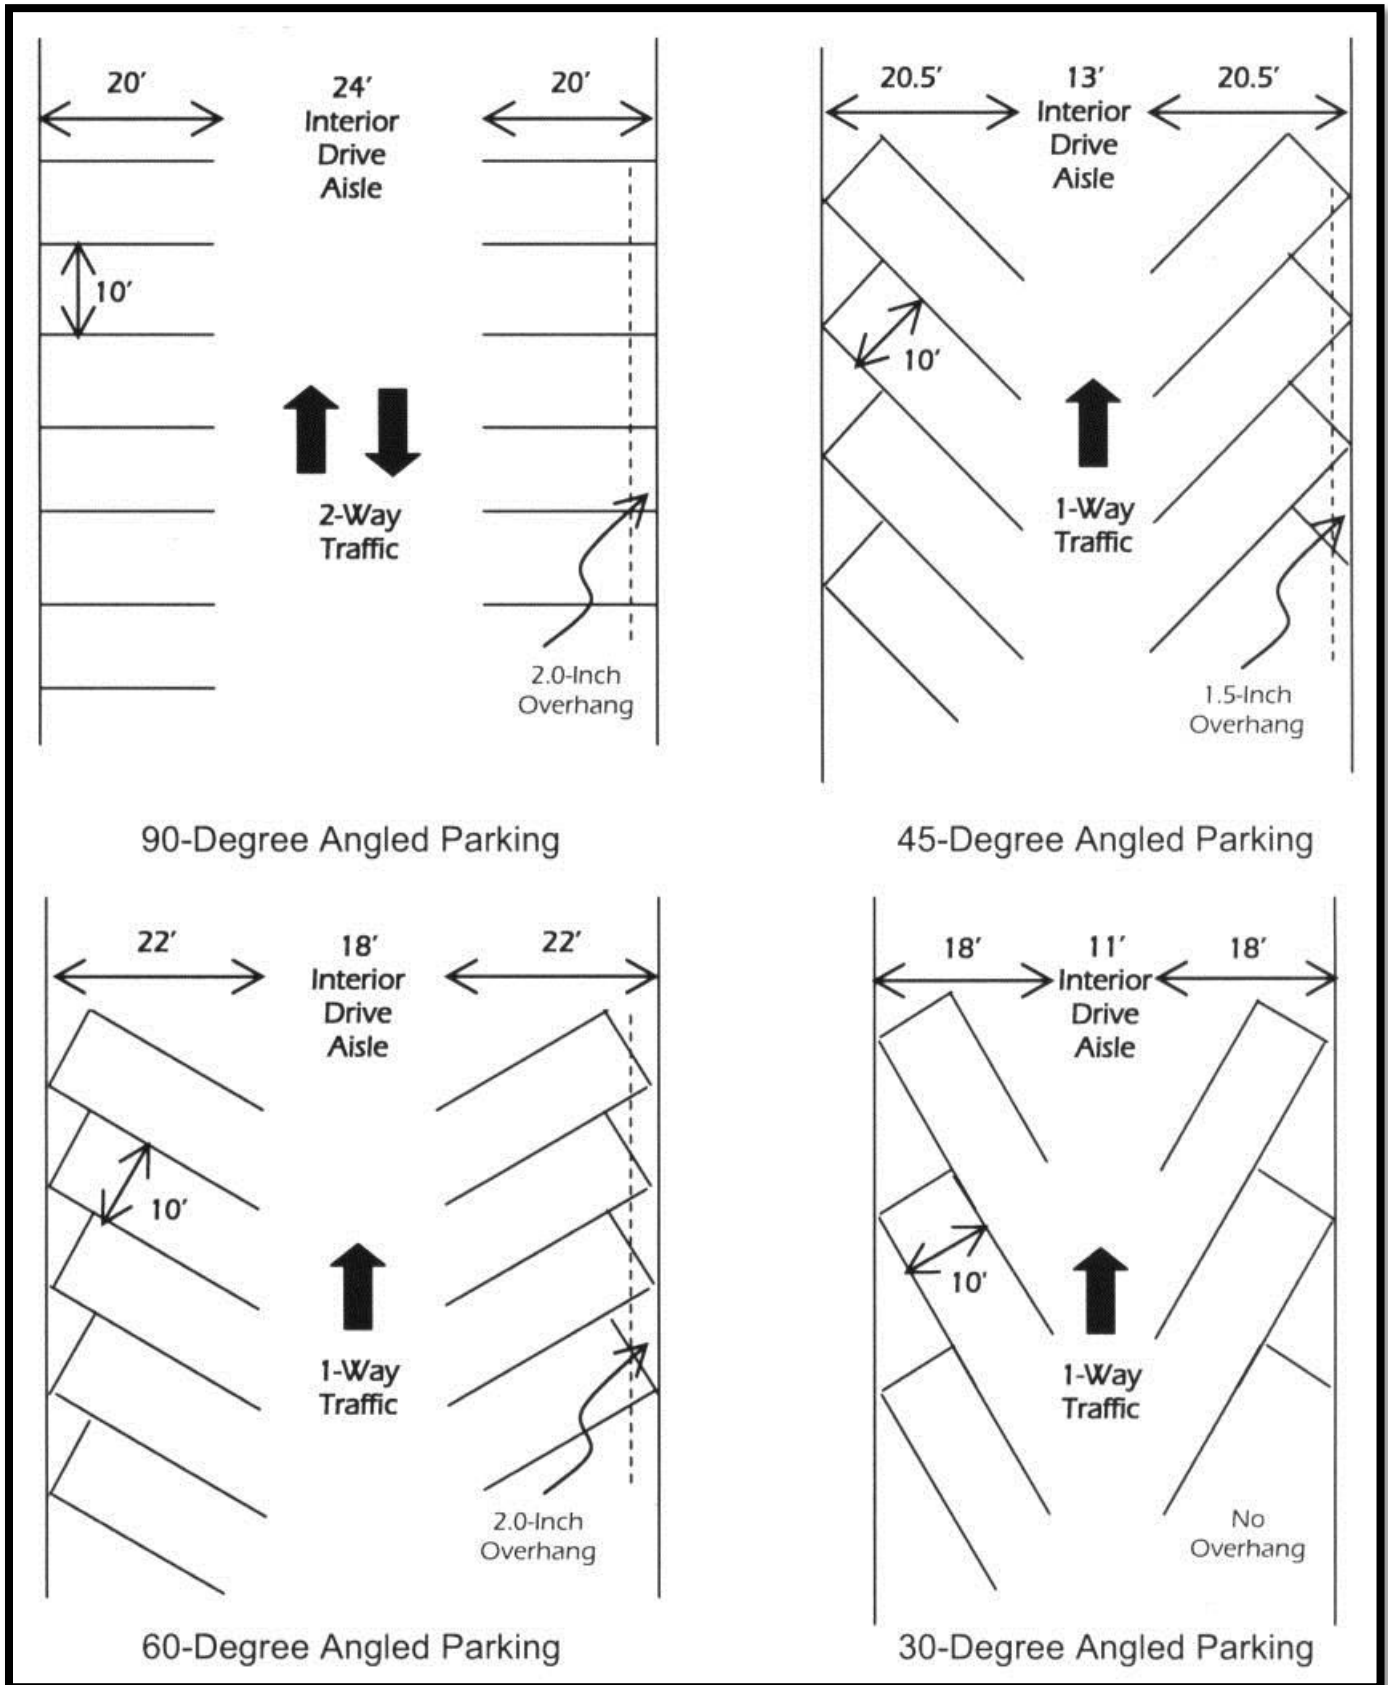 20'
24'
Interior
Drive
Aisle
20'
10'
2-Way
Traffic
2.0-Inch
Overhang
90-Degree Angled Parking
20.5'
13'
Interior
Drive
Aisle
20.5'
10'
1-Way
Traffic
1.5-Inch
Overhang
45-Degree Angled Parking
22'
18'
Interior
Drive
Aisle
22'
10'
1-Way
Traffic
2.0-Inch
Overhang
60-Degree Angled Parking
18'
11'
Interior
Drive
Aisle
18'
10'
1-Way
Traffic
No
Overhang
30-Degree Angled Parking